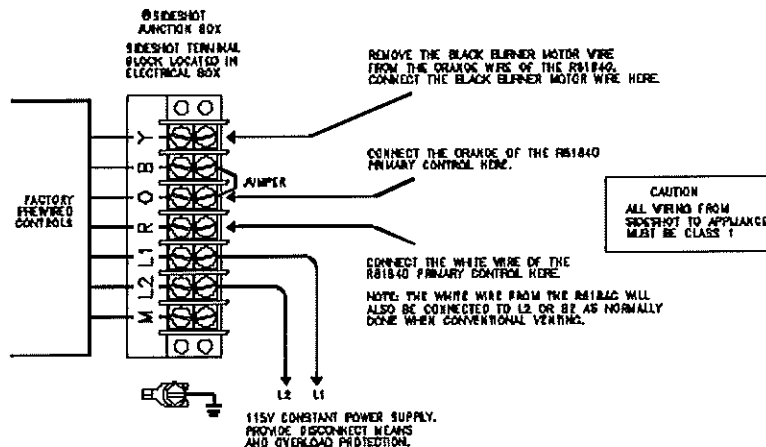 SIDESHOT
JUNCTION BOX
SIDESHOT TERMINAL
BLOCK LOCATED IN
ELECTRICAL BOX
REMOVE THE BLACK BURNER MOTOR WIRE
FROM THE ORANGE WIRE OF THE R81840.
CONNECT THE BLACK BURNER MOTOR WIRE HERE.
Y
B
O
R
L1
L2
M
JUMPER
FACTORY
PREWIRED
CONTROLS
CONNECT THE ORANGE OF THE R81840
PRIMARY CONTROL HERE.
CAUTION
ALL WIRING FROM
SIDESHOT TO APPLIANCE
MUST BE CLASS 1
CONNECT THE WHITE WIRE OF THE
R81840 PRIMARY CONTROL HERE.
NOTE: THE WHITE WIRE FROM THE R8184G WILL
ALSO BE CONNECTED TO L2 OR B2 AS NORMALLY
DONE WHEN CONVENTIONAL VENTING.
L2 L1
115V CONSTANT POWER SUPPLY.
PROVIDE DISCONNECT MEANS
AND OVERLOAD PROTECTION.